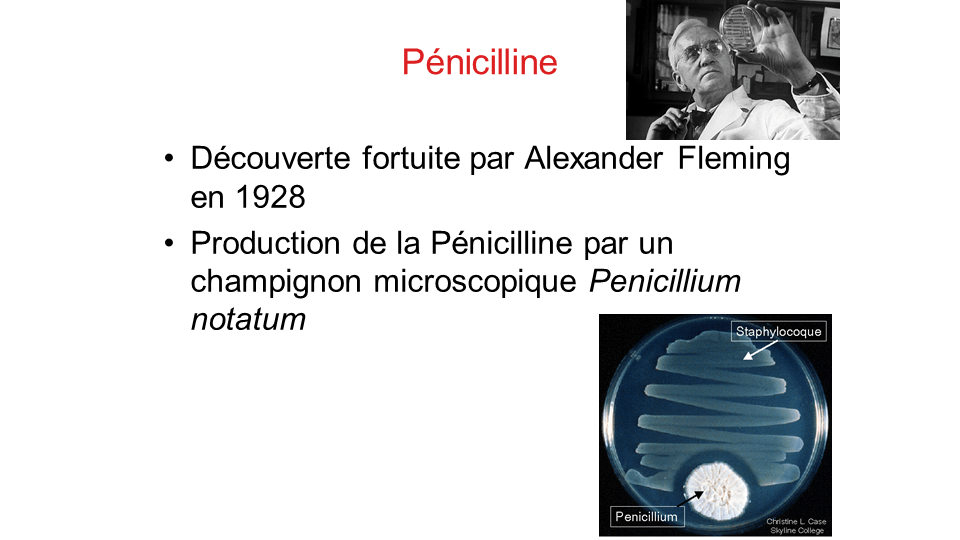 Pénicilline
• Découverte fortuite par Alexander Fleming
en 1928
• Production de la Pénicilline par un
champignon microscopique Penicillium
notatum
Staphylocoque
Penicillium
Christine L. Case
Skyline College